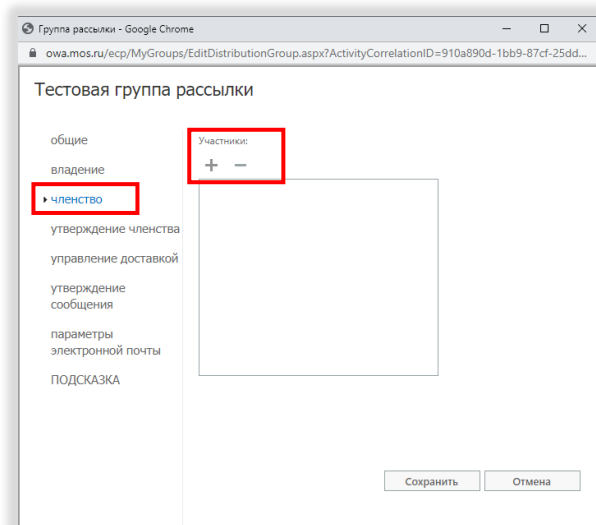 Группа рассылки - Google Chrome
owa.mos.ru/ecp/MyGroups/EditDistributionGroup.aspx?ActivityCorrelationID=910a890d-1bb9-87cf-25dd...
Тестовая группа рассылки
общие
владение
членство
утверждение членства
управление доставкой
утверждение
сообщения
параметры
электронной почты
ПОДСКАЗКА
Участники:
+ −
Сохранить Отмена